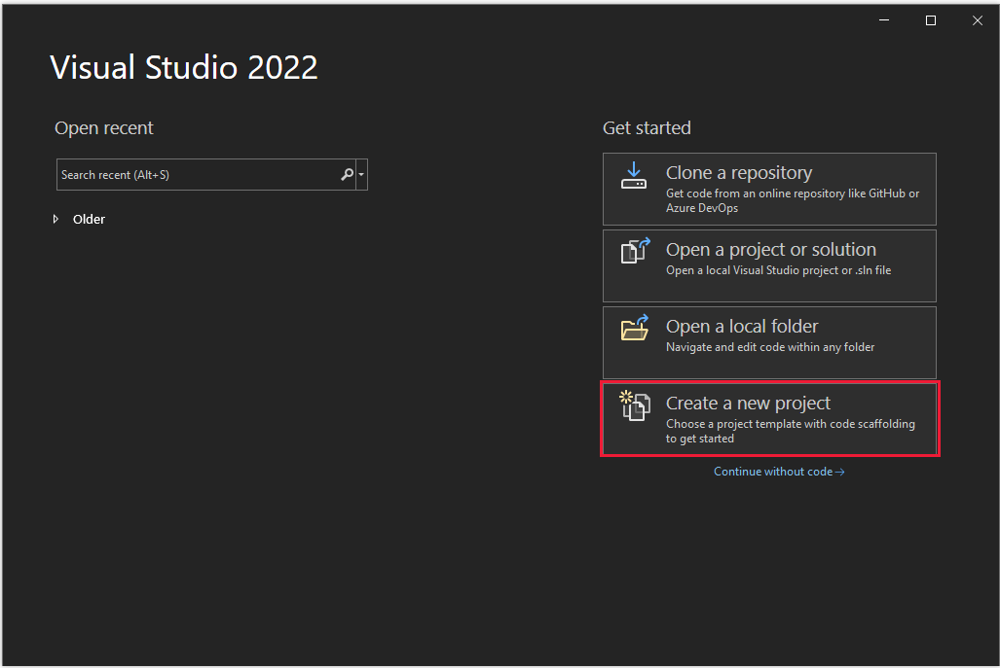 Visual Studio 2022
Open recent
Search recent (Alt+S)
Older
Get started
Clone a repository
Get code from an online repository like GitHub or
Azure DevOps
Open a project or solution
Open a local Visual Studio project or .sln file
Open a local folder
Navigate and edit code within any folder
Create a new project
Choose a project template with code scaffolding
to get started
Continue without code→